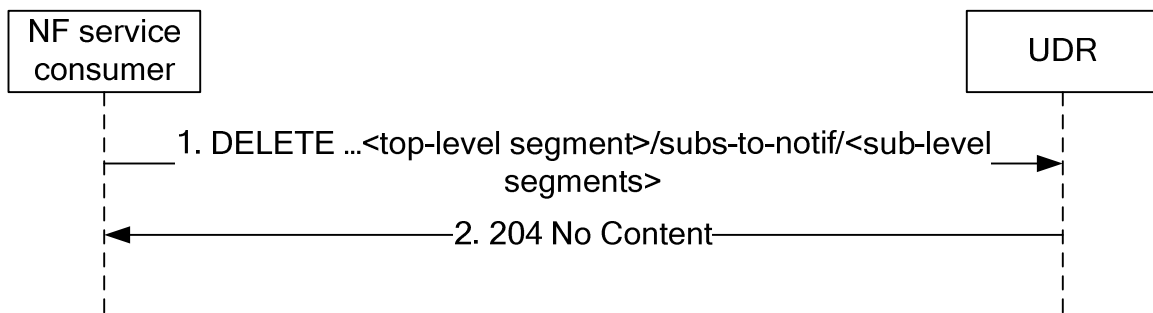 NF service
consumer
UDR
1. DELETE ...<top-level segment>/subs-to-notif/<sub-level
segments>
2. 204 No Content